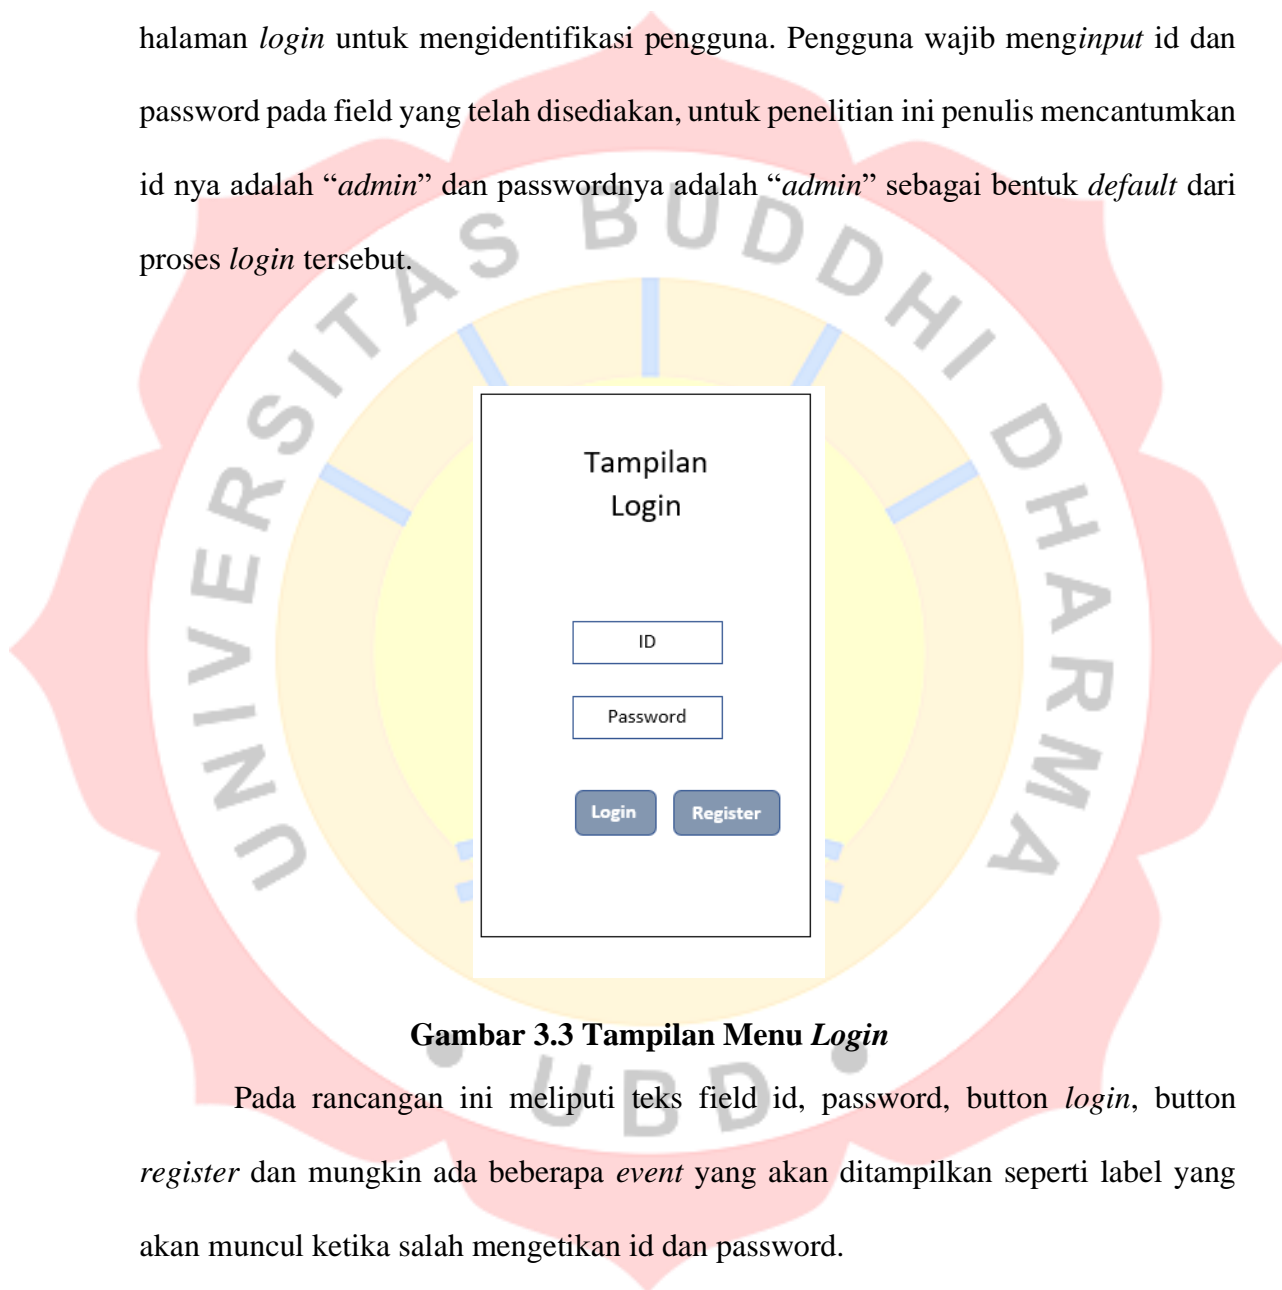 halaman login untuk mengidentifikasi pengguna. Pengguna wajib menginput id dan
password pada field yang telah disediakan, untuk penelitian ini penulis mencantumkan
id nya adalah “admin” dan passwordnya adalah “admin” sebagai bentuk default dari
proses login tersebut.
UNIVERSITAS BUDDHI DHARMA
Tampilan
Login
ID
Password
Login Register
Gambar 3.3 Tampilan Menu Login
• UBD •
Pada rancangan ini meliputi teks field id, password, button login, button
register dan mungkin ada beberapa event yang akan ditampilkan seperti label yang
akan muncul ketika salah mengetikan id dan password.